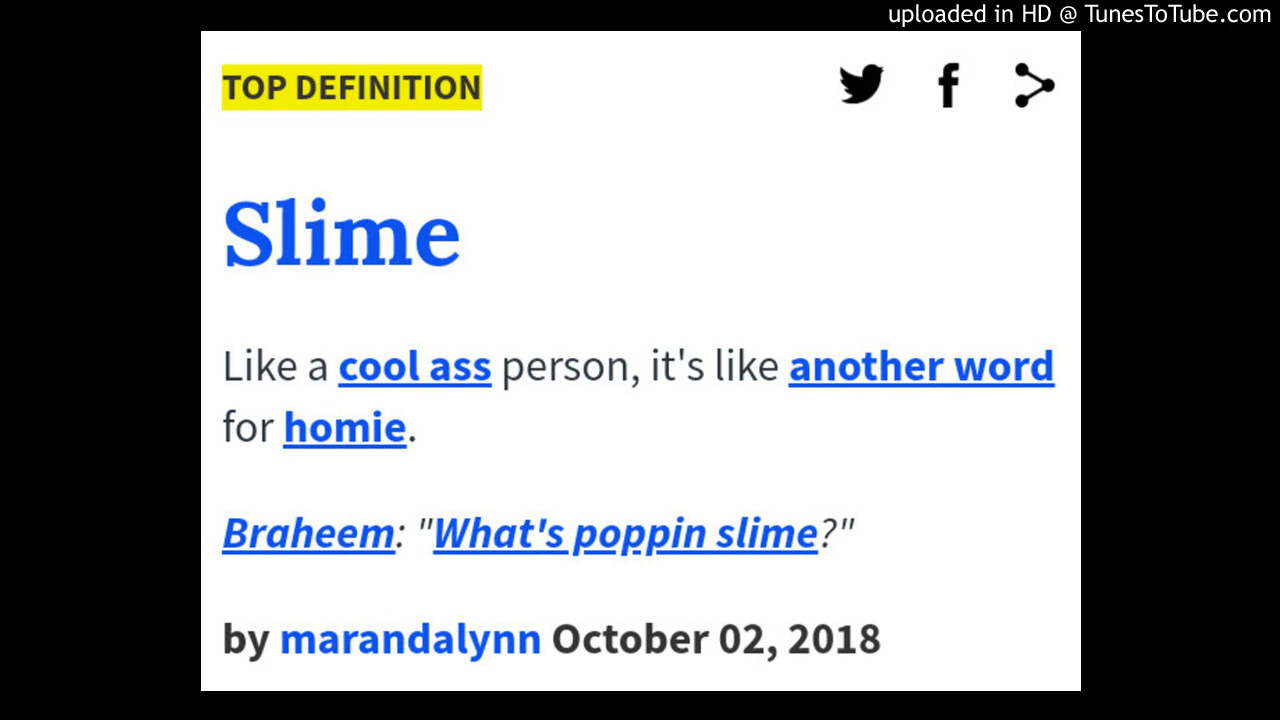 uploaded in HD @ TunesToTube.com
TOP DEFINITION
Slime
Like a cool ass person, it's like another word
for homie.
Braheem: "What's poppin slime?"
by marandalynn October 02, 2018